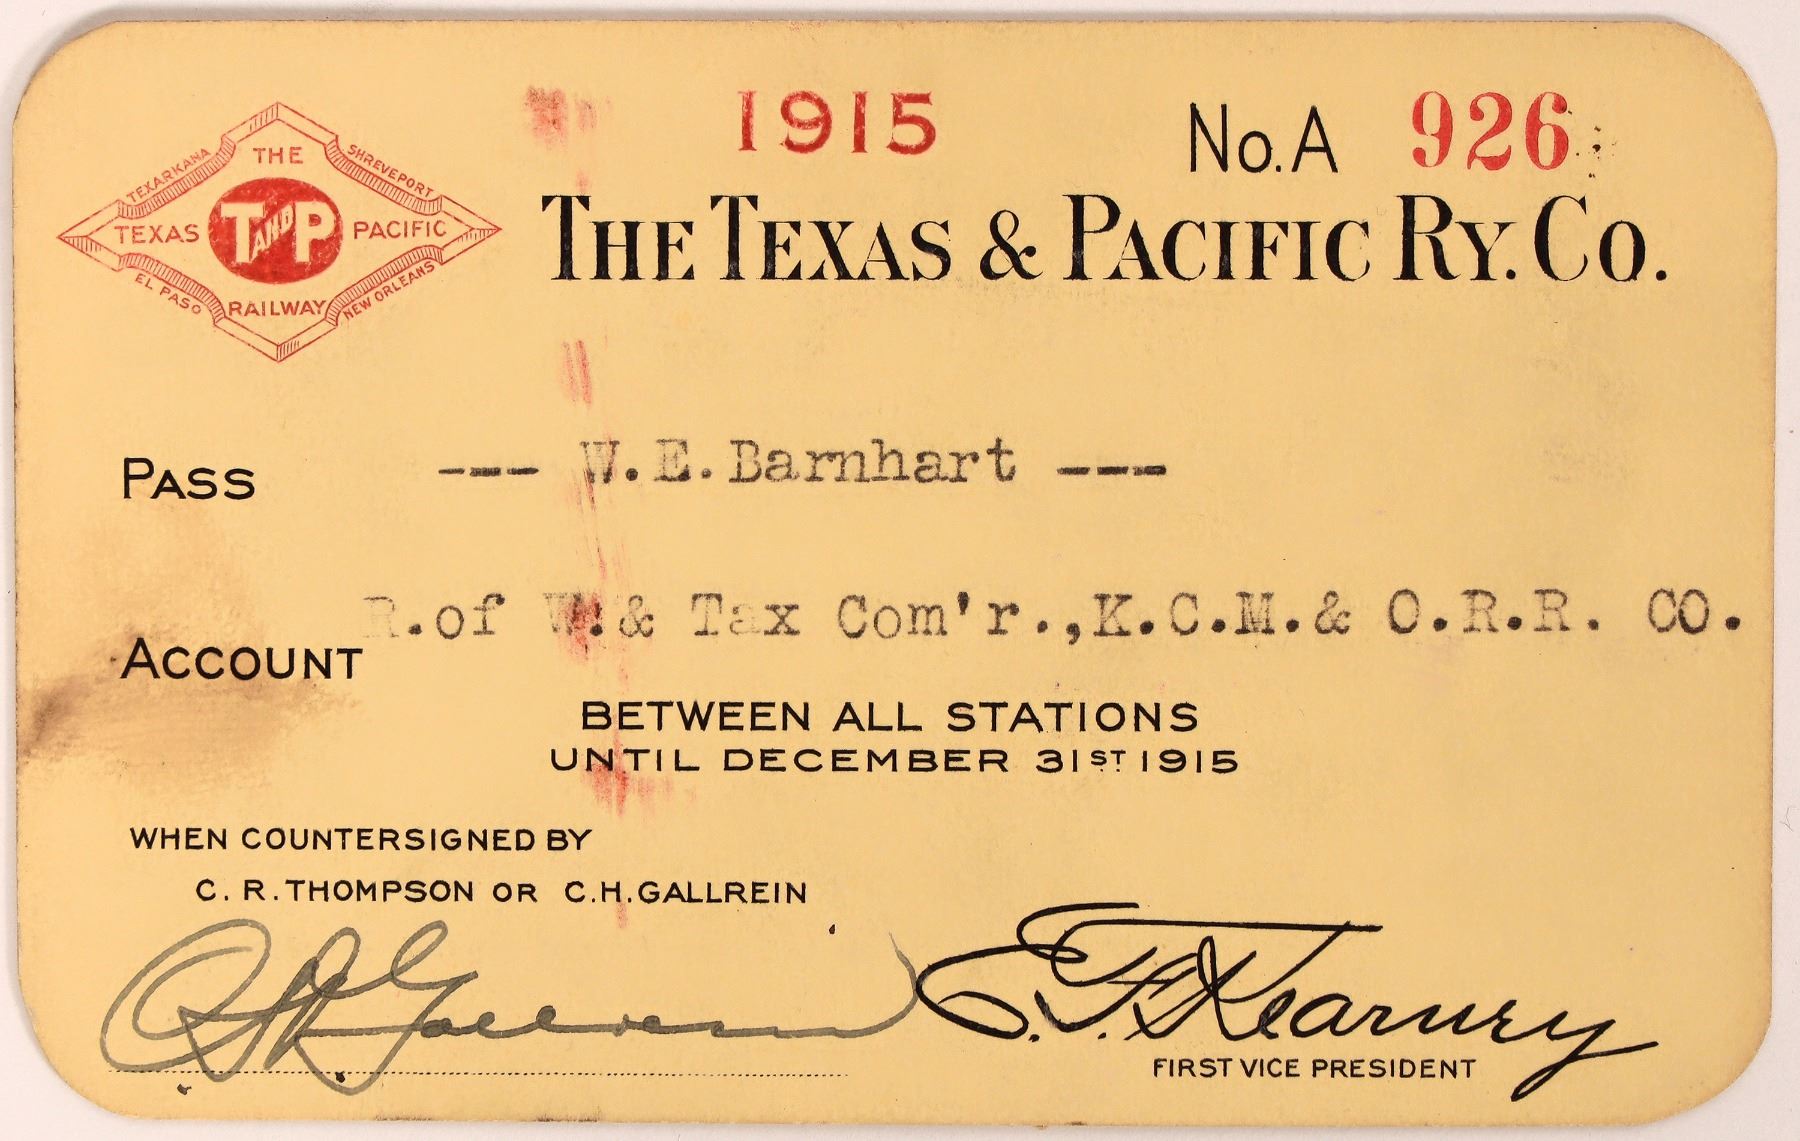 1915 No. A 926
THE
TEXARKANA SHREVEPORT
TEXAS T AND P PACIFIC
EL PASO NEW ORLEANS
RAILWAY
THE TEXAS & PACIFIC RY. CO.
PASS --- W.E.Barnhart ---
ACCOUNT R.of W.& Tax Com'r.,K.C.M.& O.R.R. CO.
BETWEEN ALL STATIONS
UNTIL DECEMBER 31ST 1915
WHEN COUNTERSIGNED BY
C. R. THOMPSON OR C.H. GALLREIN
C H Gallrein E. F. Kearney
FIRST VICE PRESIDENT